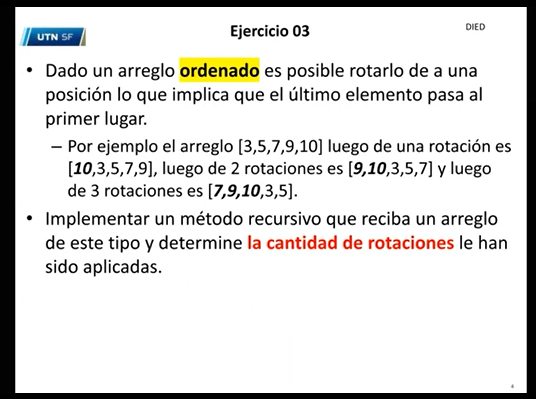 UTN SF
Ejercicio 03
DIED
• Dado un arreglo ordenado es posible rotarlo de a una
posición lo que implica que el último elemento pasa al
primer lugar.
– Por ejemplo el arreglo [3,5,7,9,10] luego de una rotación es
[10,3,5,7,9], luego de 2 rotaciones es [9,10,3,5,7] y luego
de 3 rotaciones es [7,9,10,3,5].
• Implementar un método recursivo que reciba un arreglo
de este tipo y determine la cantidad de rotaciones le han
sido aplicadas.
4